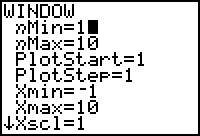 WINDOW
nMin=1
nMax=10
PlotStart=1
PlotStep=1
Xmin=-1
Xmax=10
↓Xscl=1